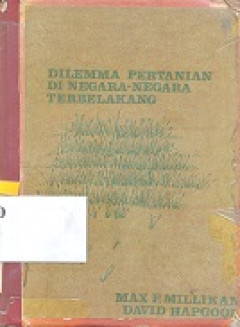 DILEMMA PERTANIAN
DI NEGARA-NEGARA
TERBELAKANG
MAX F. MILLIKAN
DAVID HAPGOOD